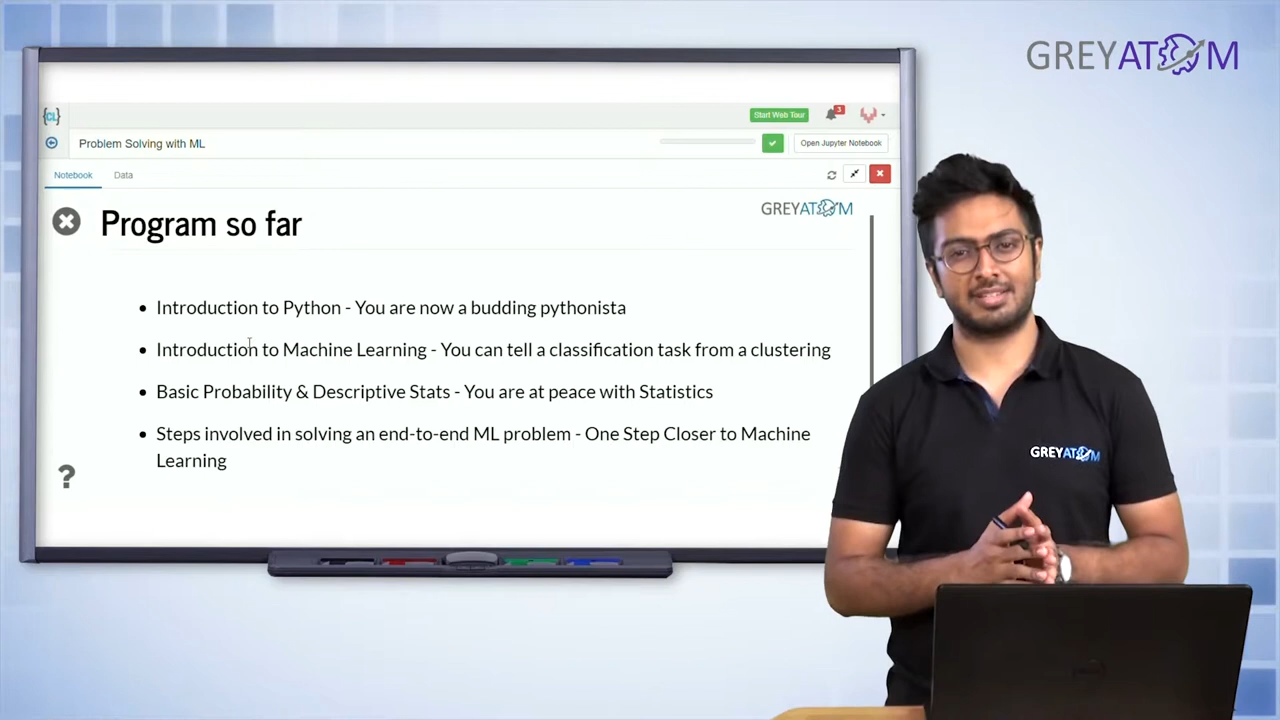 GREYATOM
{CL}
Start Web Tour
3
Problem Solving with ML
Open Jupyter Notebook
Notebook
Data
GREYATOM
Program so far
Introduction to Python - You are now a budding pythonista
Introduction to Machine Learning - You can tell a classification task from a clustering
Basic Probability & Descriptive Stats - You are at peace with Statistics
Steps involved in solving an end-to-end ML problem - One Step Closer to Machine
Learning
?
GREYATOM